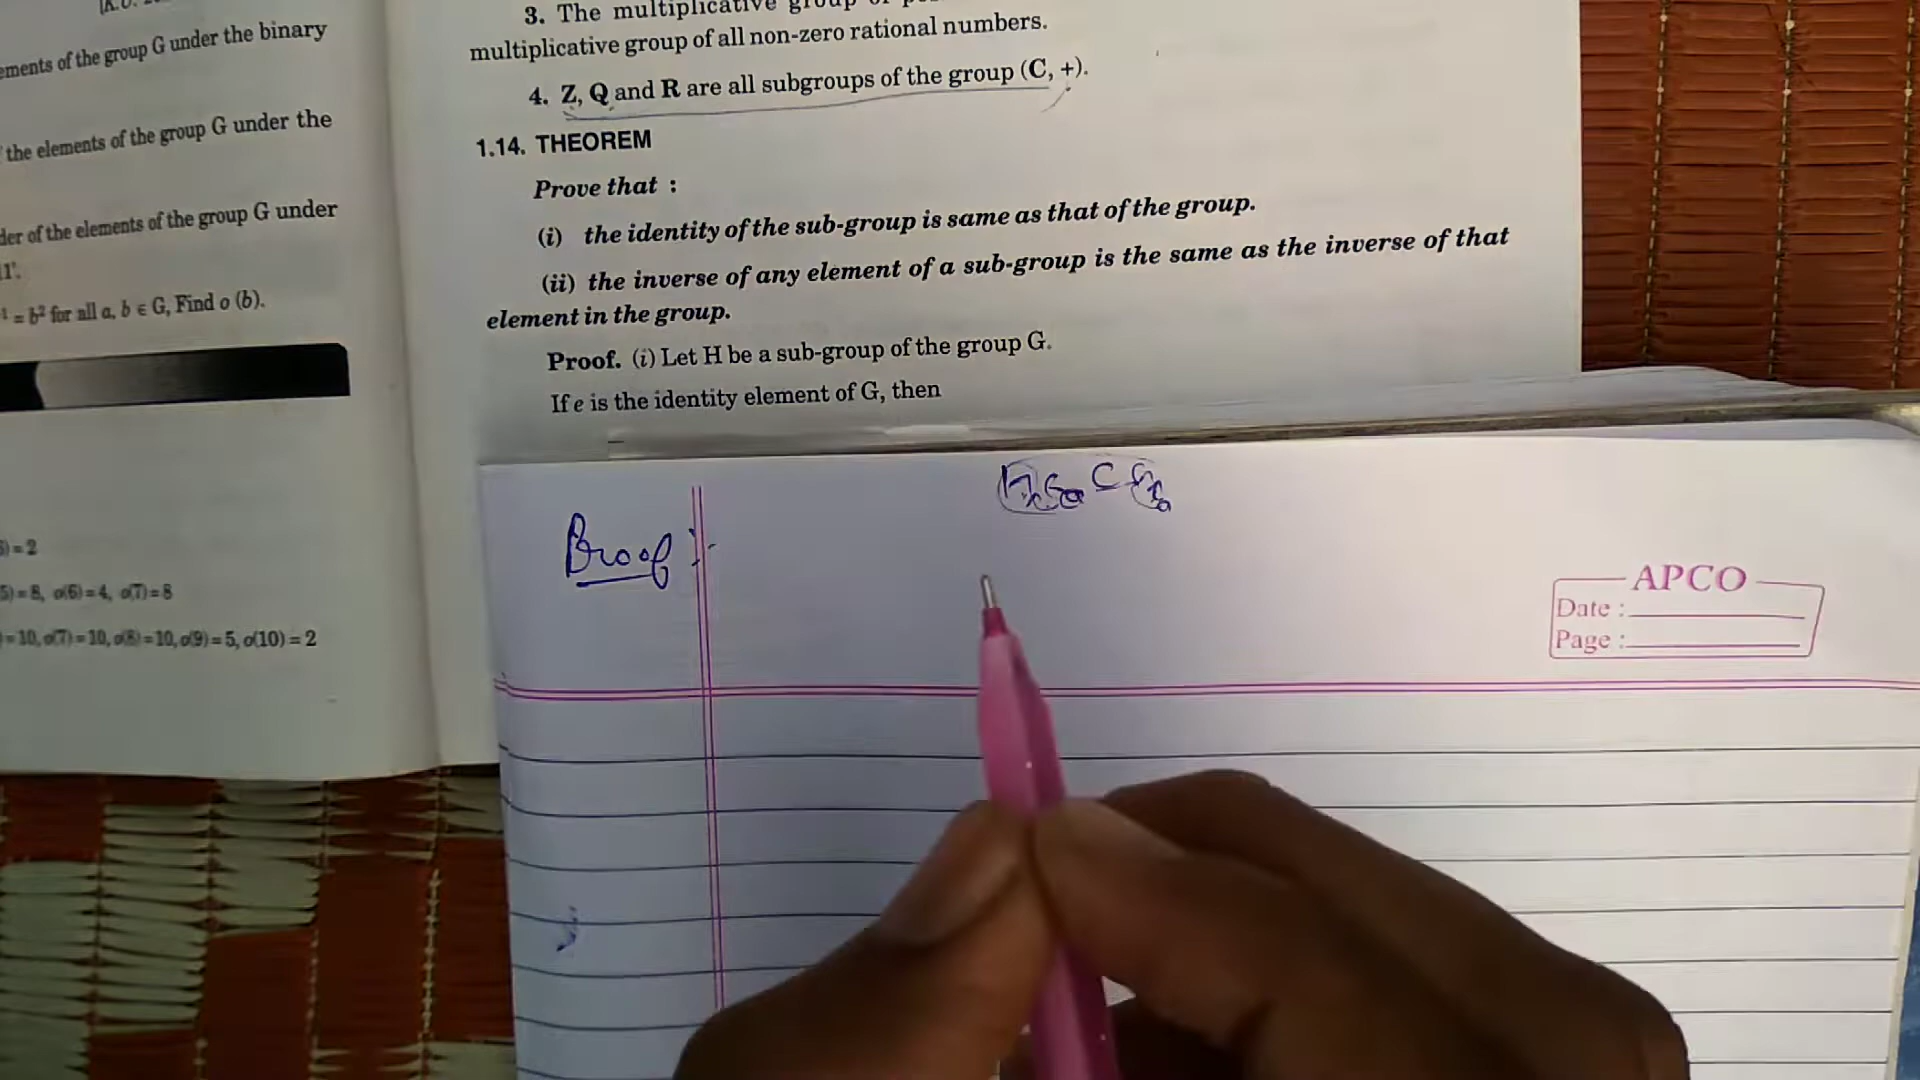 ements of the group G under the binary
the elements of the group G under the
der of the elements of the group G under
1'.
¹ = b² for all a, b ∈ G, Find o (b).
) = 2
5) = 8, o(6) = 4, o(7) = 8
= 10, o(7) = 10, o(8) = 10, o(9) = 5, o(10) = 2
3. The multiplicative group of
multiplicative group of all non-zero rational numbers.
4. Z, Q and R are all subgroups of the group (C, +).
1.14. THEOREM
Prove that :
(i) the identity of the sub-group is same as that of the group.
(ii) the inverse of any element of a sub-group is the same as the inverse of that
element in the group.
Proof. (i) Let H be a sub-group of the group G.
If e is the identity element of G, then
Proof :-
APCO
Date :
Page :